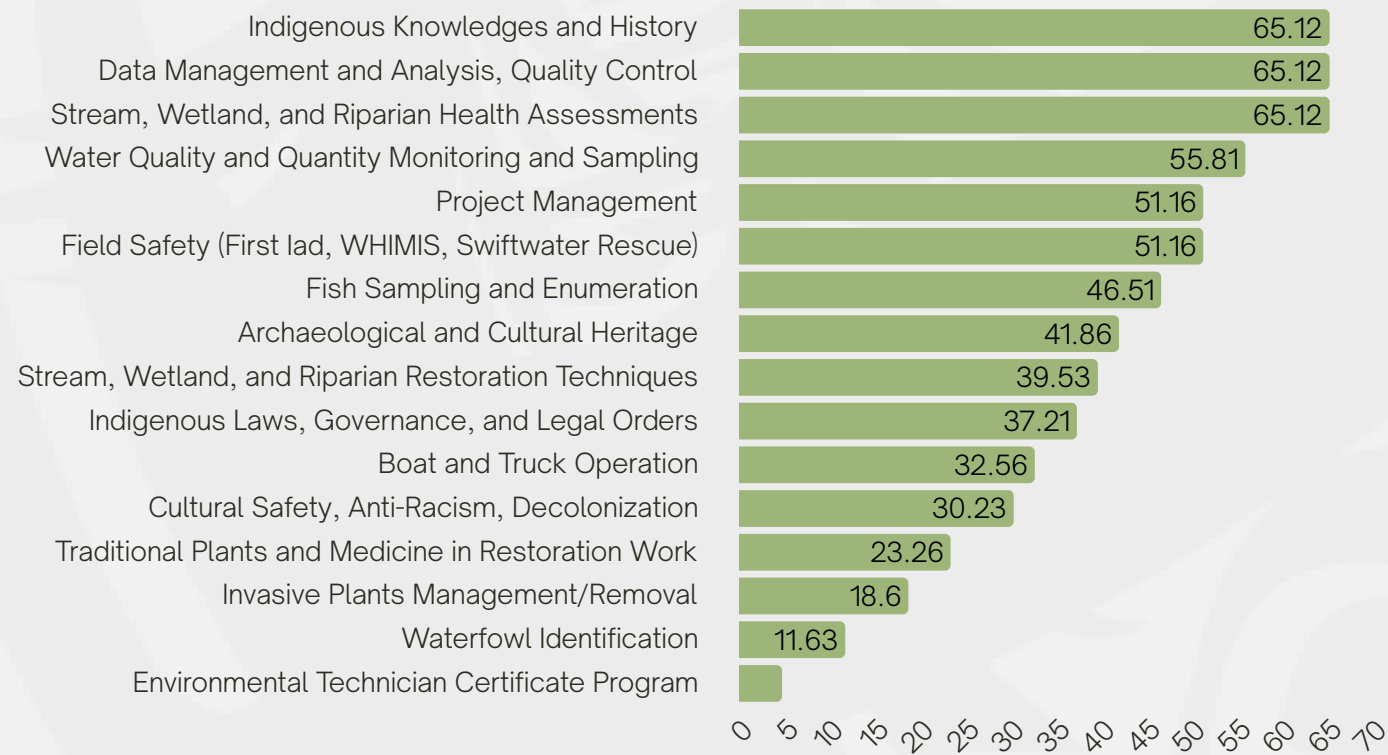 Indigenous Knowledges and History 65.12
Data Management and Analysis, Quality Control 65.12
Stream, Wetland, and Riparian Health Assessments 65.12
Water Quality and Quantity Monitoring and Sampling 55.81
Project Management 51.16
Field Safety (First Iad, WHIMIS, Swiftwater Rescue) 51.16
Fish Sampling and Enumeration 46.51
Archaeological and Cultural Heritage 41.86
Stream, Wetland, and Riparian Restoration Techniques 39.53
Indigenous Laws, Governance, and Legal Orders 37.21
Boat and Truck Operation 32.56
Cultural Safety, Anti-Racism, Decolonization 30.23
Traditional Plants and Medicine in Restoration Work 23.26
Invasive Plants Management/Removal 18.6
Waterfowl Identification 11.63
Environmental Technician Certificate Program
0 5 10 15 20 25 30 35 40 45 50 55 60 65 70